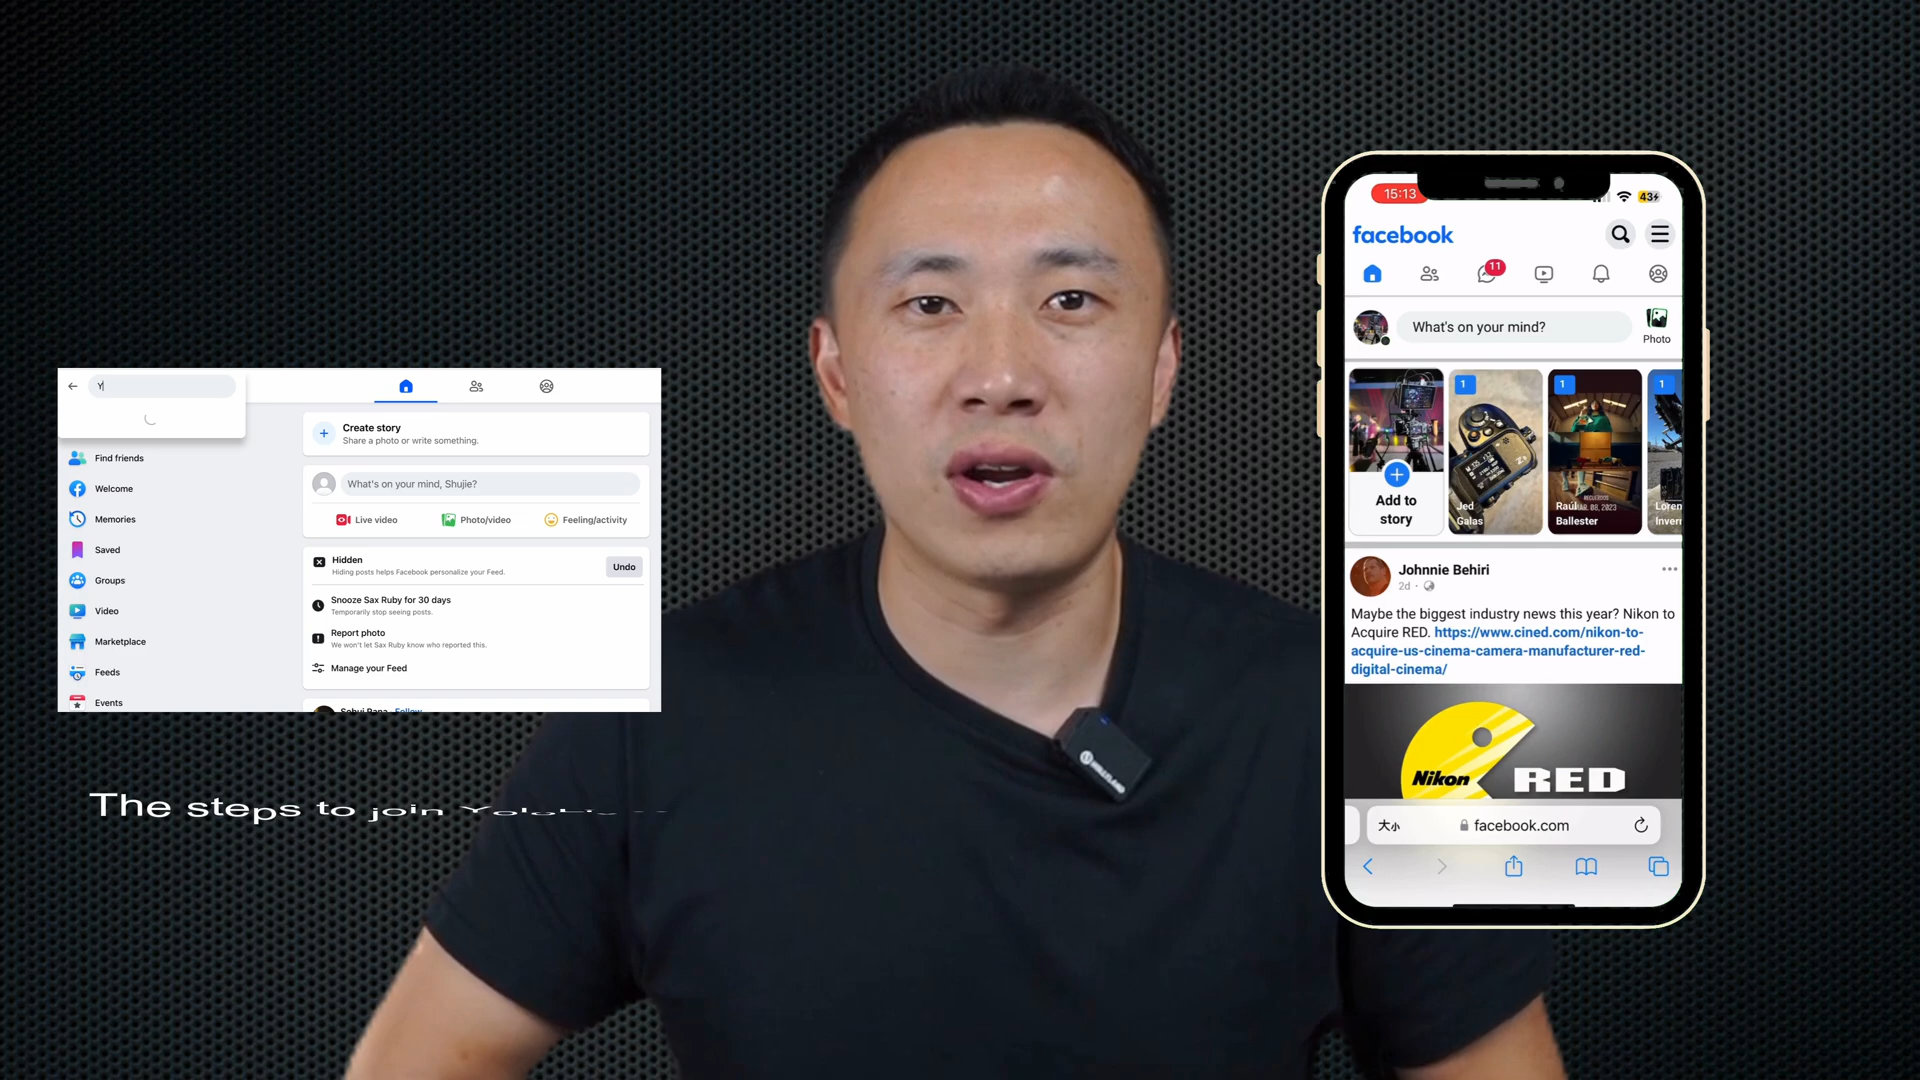 Y
Create story
Share a photo or write something.
What's on your mind, Shujie?
Live video
Photo/video
Feeling/activity
Hidden
Hiding posts helps Facebook personalize your Feed.
Undo
Snooze Sax Ruby for 30 days
Temporarily stop seeing posts.
Report photo
We won't let Sax Ruby know who reported this.
Manage your Feed
Find friends
Welcome
Memories
Saved
Groups
Video
Marketplace
Feeds
Events
The steps to join
HOLLYLAND
15:13
43
facebook
11
What's on your mind?
Photo
Add to
story
1
Jed
Galas
1
Raúl
Ballester
1
Loren
Inverr
Johnnie Behiri
2d
Maybe the biggest industry news this year? Nikon to
Acquire RED. https://www.cined.com/nikon-to-
acquire-us-cinema-camera-manufacturer-red-
digital-cinema/
Nikon
RED
大小
facebook.com